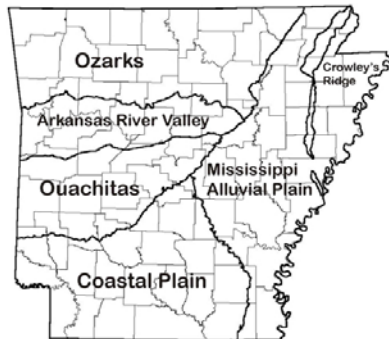 Ozarks
Crowley's
Ridge
Arkansas River Valley
Ouachitas
Mississippi
Alluvial Plain
Coastal Plain